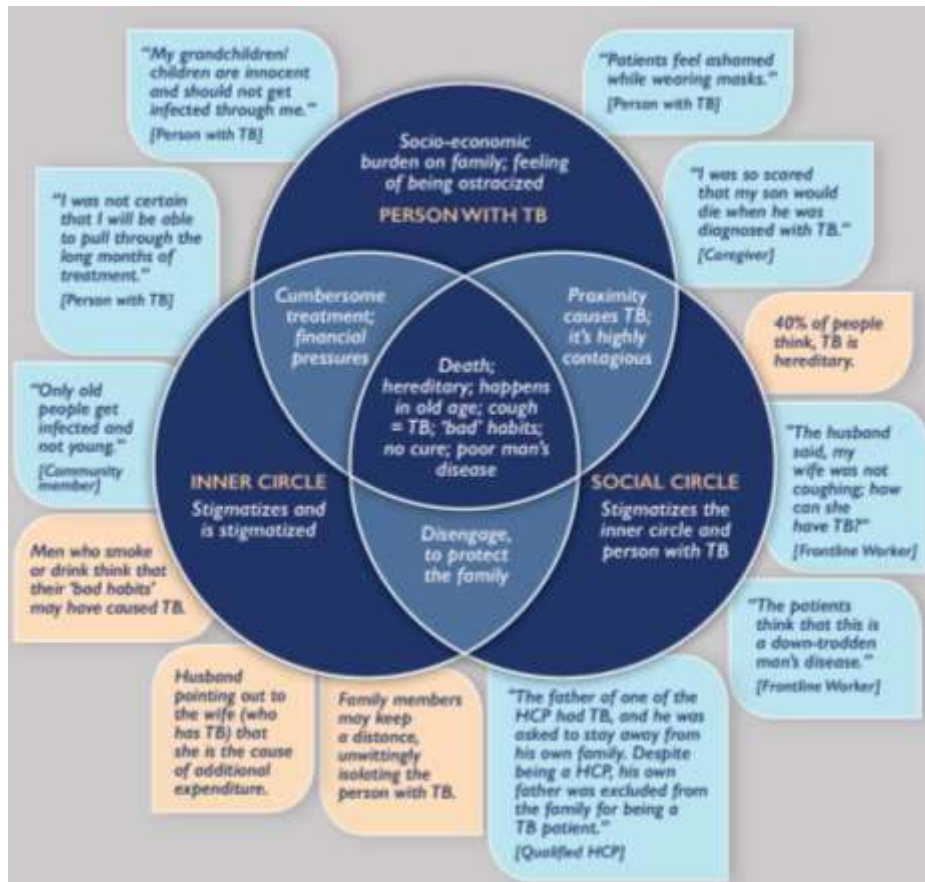 "My grandchildren/
children are innocent
and should not get
infected through me."
[Person with TB]
"Patients feel ashamed
while wearing masks."
[Person with TB]
Socio-economic
burden on family; feeling
of being ostracized
PERSON WITH TB
"I was not certain
that I will be able
to pull through the
long months of
treatment."
[Person with TB]
"I was so scared
that my son would
die when he was
diagnosed with TB."
[Caregiver]
Cumbersome
treatment;
financial
pressures
Proximity
causes TB;
it's highly
contagious
40% of people
think, TB is
hereditary.
Death;
hereditary; happens
in old age; cough
= TB; 'bad' habits;
no cure; poor man's
disease
"Only old
people get
infected and
not young."
[Community
member]
INNER CIRCLE
Stigmatizes and
is stigmatized
SOCIAL CIRCLE
Stigmatizes the
inner circle and
person with TB
"The husband
said, my
wife was not
coughing; how
can she
have TB?"
[Frontline Worker]
Disengage,
to protect
the family
Men who smoke
or drink think that
their 'bad habits'
may have caused TB.
"The patients
think that this is
a down-trodden
man's disease."
[Frontline Worker]
Husband
pointing out to
the wife (who
has TB) that
she is the cause
of additional
expenditure.
Family members
may keep
a distance,
unwittingly
isolating the
person with TB.
"The father of one of the
HCP had TB, and he was
asked to stay away from
his own family. Despite
being a HCP, his own
father was excluded from
the family for being a
TB patient."
[Qualified HCP]